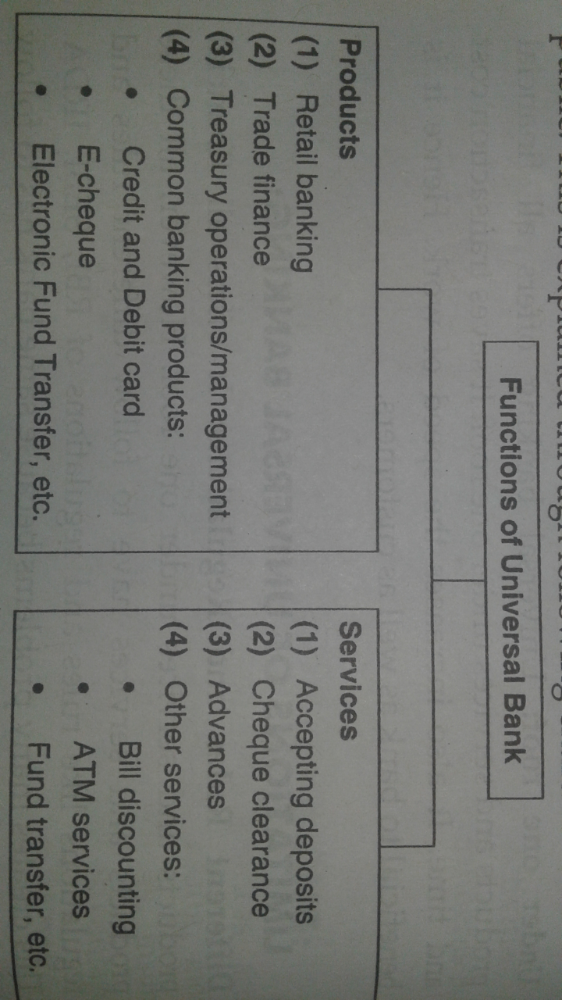 Functions of Universal Bank
Products
(1) Retail banking
(2) Trade finance
(3) Treasury operations/management
(4) Common banking products:
• Credit and Debit card
• E-cheque
• Electronic Fund Transfer, etc.
Services
(1) Accepting deposits
(2) Cheque clearance
(3) Advances
(4) Other services:
• Bill discounting
• ATM services
• Fund transfer, etc.